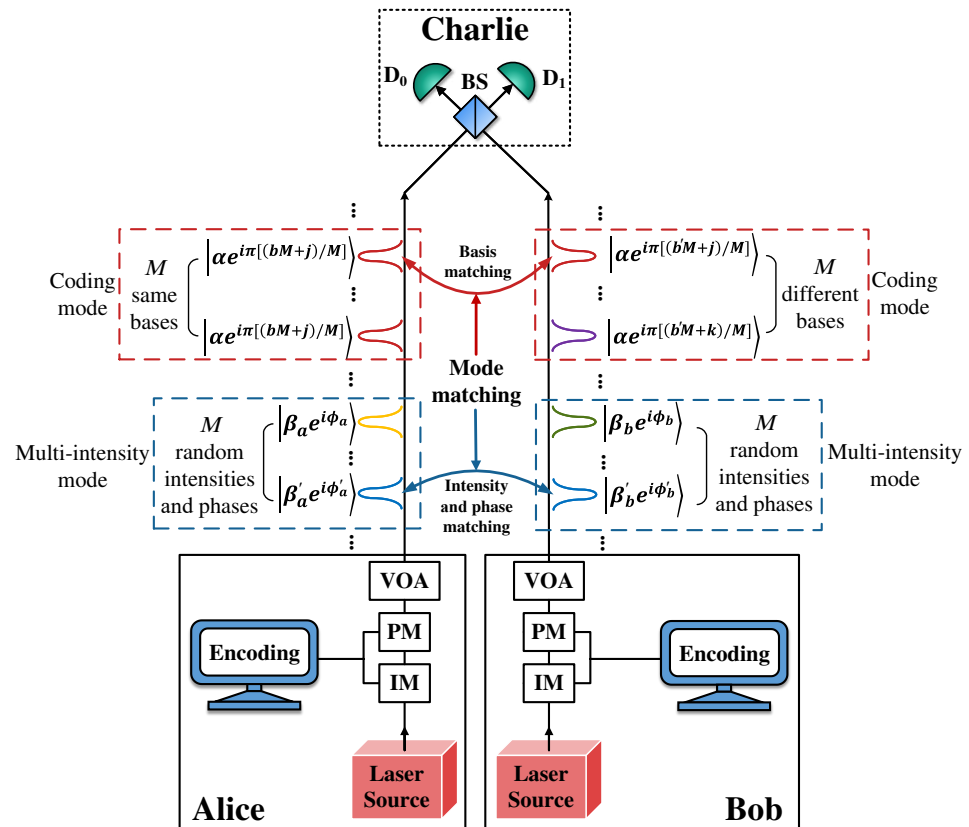 Charlie
D₀
BS
D₁
⋮
⋮
Coding mode
M same bases
|αe^{iπ[(bM+j)/M]}⟩
⋮
|αe^{iπ[(bM+j)/M]}⟩
Basis matching
|αe^{iπ[(b'M+j)/M]}⟩
⋮
|αe^{iπ[(b'M+k)/M]}⟩
M different bases
Coding mode
⋮
Mode matching
⋮
Multi-intensity mode
M random intensities and phases
|β_a e^{iϕ_a}⟩
⋮
|β'_a e^{iϕ'_a}⟩
Intensity and phase matching
|β_b e^{iϕ_b}⟩
⋮
|β'_b e^{iϕ'_b}⟩
M random intensities and phases
Multi-intensity mode
⋮
⋮
VOA
PM
IM
Encoding
Laser Source
Alice
VOA
PM
IM
Encoding
Laser Source
Bob